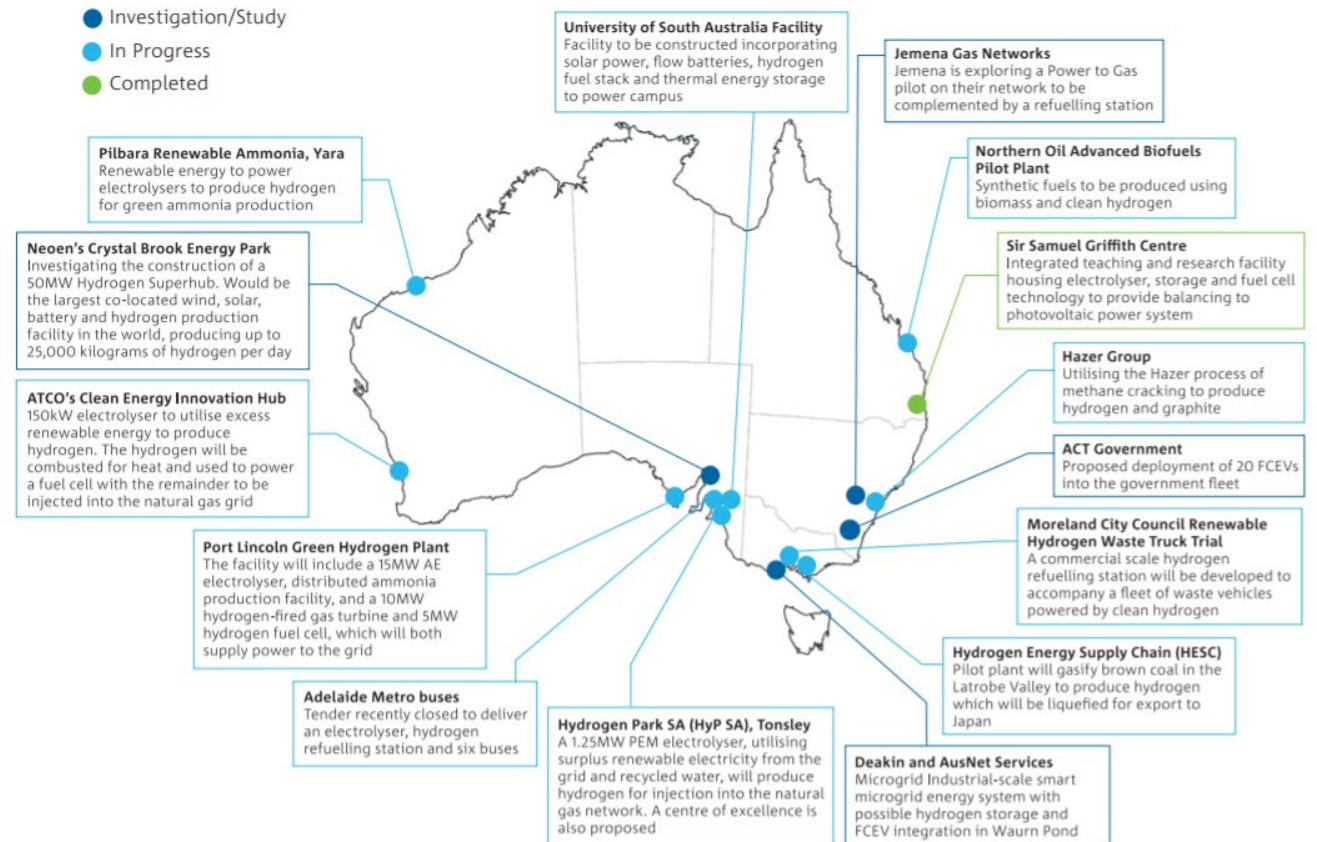 Investigation/Study
In Progress
Completed
University of South Australia Facility
Facility to be constructed incorporating
solar power, flow batteries, hydrogen
fuel stack and thermal energy storage
to power campus
Jemena Gas Networks
Jemena is exploring a Power to Gas
pilot on their network to be
complemented by a refuelling station
Pilbara Renewable Ammonia, Yara
Renewable energy to power
electrolysers to produce hydrogen
for green ammonia production
Northern Oil Advanced Biofuels
Pilot Plant
Synthetic fuels to be produced using
biomass and clean hydrogen
Neoen's Crystal Brook Energy Park
Investigating the construction of a
50MW Hydrogen Superhub. Would be
the largest co-located wind, solar,
battery and hydrogen production
facility in the world, producing up to
25,000 kilograms of hydrogen per day
Sir Samuel Griffith Centre
Integrated teaching and research facility
housing electrolyser, storage and fuel cell
technology to provide balancing to
photovoltaic power system
Hazer Group
Utilising the Hazer process of
methane cracking to produce
hydrogen and graphite
ATCO's Clean Energy Innovation Hub
150kW electrolyser to utilise excess
renewable energy to produce
hydrogen. The hydrogen will be
combusted for heat and used to power
a fuel cell with the remainder to be
injected into the natural gas grid
ACT Government
Proposed deployment of 20 FCEVs
into the government fleet
Moreland City Council Renewable
Hydrogen Waste Truck Trial
A commercial scale hydrogen
refuelling station will be developed to
accompany a fleet of waste vehicles
powered by clean hydrogen
Port Lincoln Green Hydrogen Plant
The facility will include a 15MW AE
electrolyser, distributed ammonia
production facility, and a 10MW
hydrogen-fired gas turbine and 5MW
hydrogen fuel cell, which will both
supply power to the grid
Hydrogen Energy Supply Chain (HESC)
Pilot plant will gasify brown coal in the
Latrobe Valley to produce hydrogen
which will be liquefied for export to
Japan
Adelaide Metro buses
Tender recently closed to deliver
an electrolyser, hydrogen
refuelling station and six buses
Hydrogen Park SA (HyP SA), Tonsley
A 1.25MW PEM electrolyser, utilising
surplus renewable electricity from the
grid and recycled water, will produce
hydrogen for injection into the natural
gas network. A centre of excellence is
also proposed
Deakin and AusNet Services
Microgrid Industrial-scale smart
microgrid energy system with
possible hydrogen storage and
FCEV integration in Waurn Pond